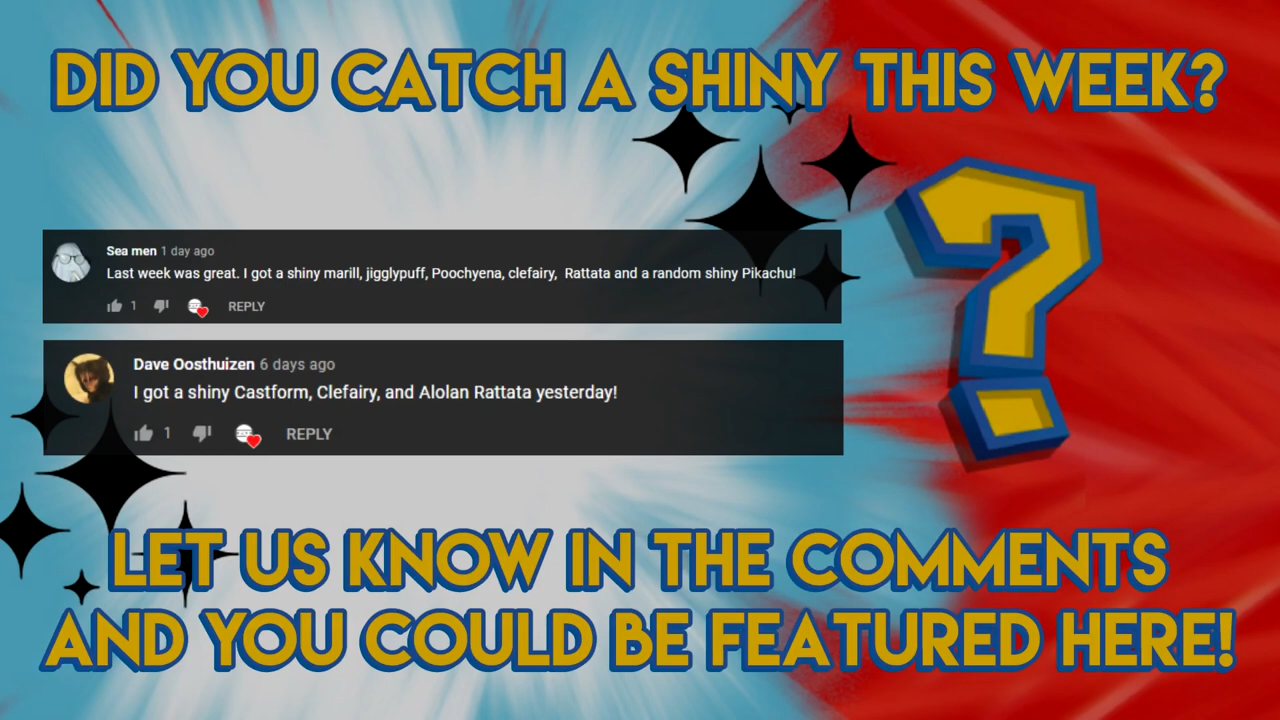 DID YOU CATCH A SHINY THIS WEEK?
Sea men 1 day ago
Last week was great. I got a shiny marill, jigglypuff, Poochyena, clefairy, Rattata and a random shiny Pikachu!
1 REPLY
Dave Oosthuizen 6 days ago
I got a shiny Castform, Clefairy, and Alolan Rattata yesterday!
1 REPLY
?
LET US KNOW IN THE COMMENTS
AND YOU COULD BE FEATURED HERE!